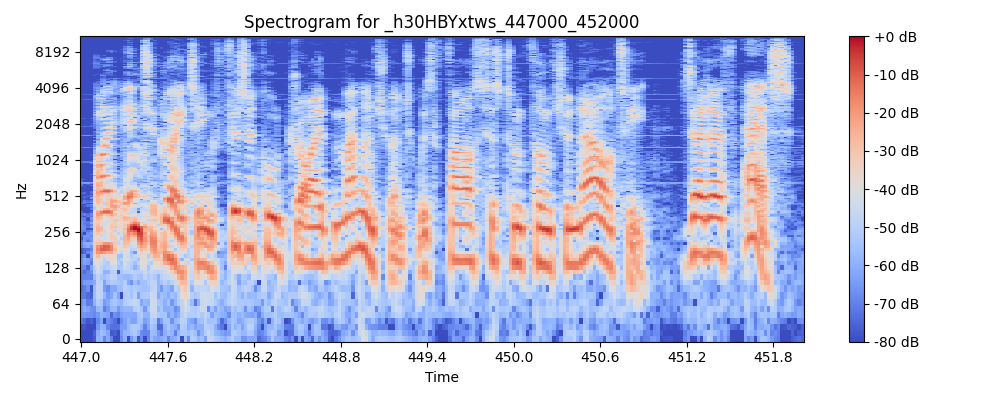 Spectrogram for _h30HBYxtws_447000_452000
Hz
8192
4096
2048
1024
512
256
128
64
0
447.0 447.6 448.2 448.8 449.4 450.0 450.6 451.2 451.8
Time
+0 dB
-10 dB
-20 dB
-30 dB
-40 dB
-50 dB
-60 dB
-70 dB
-80 dB